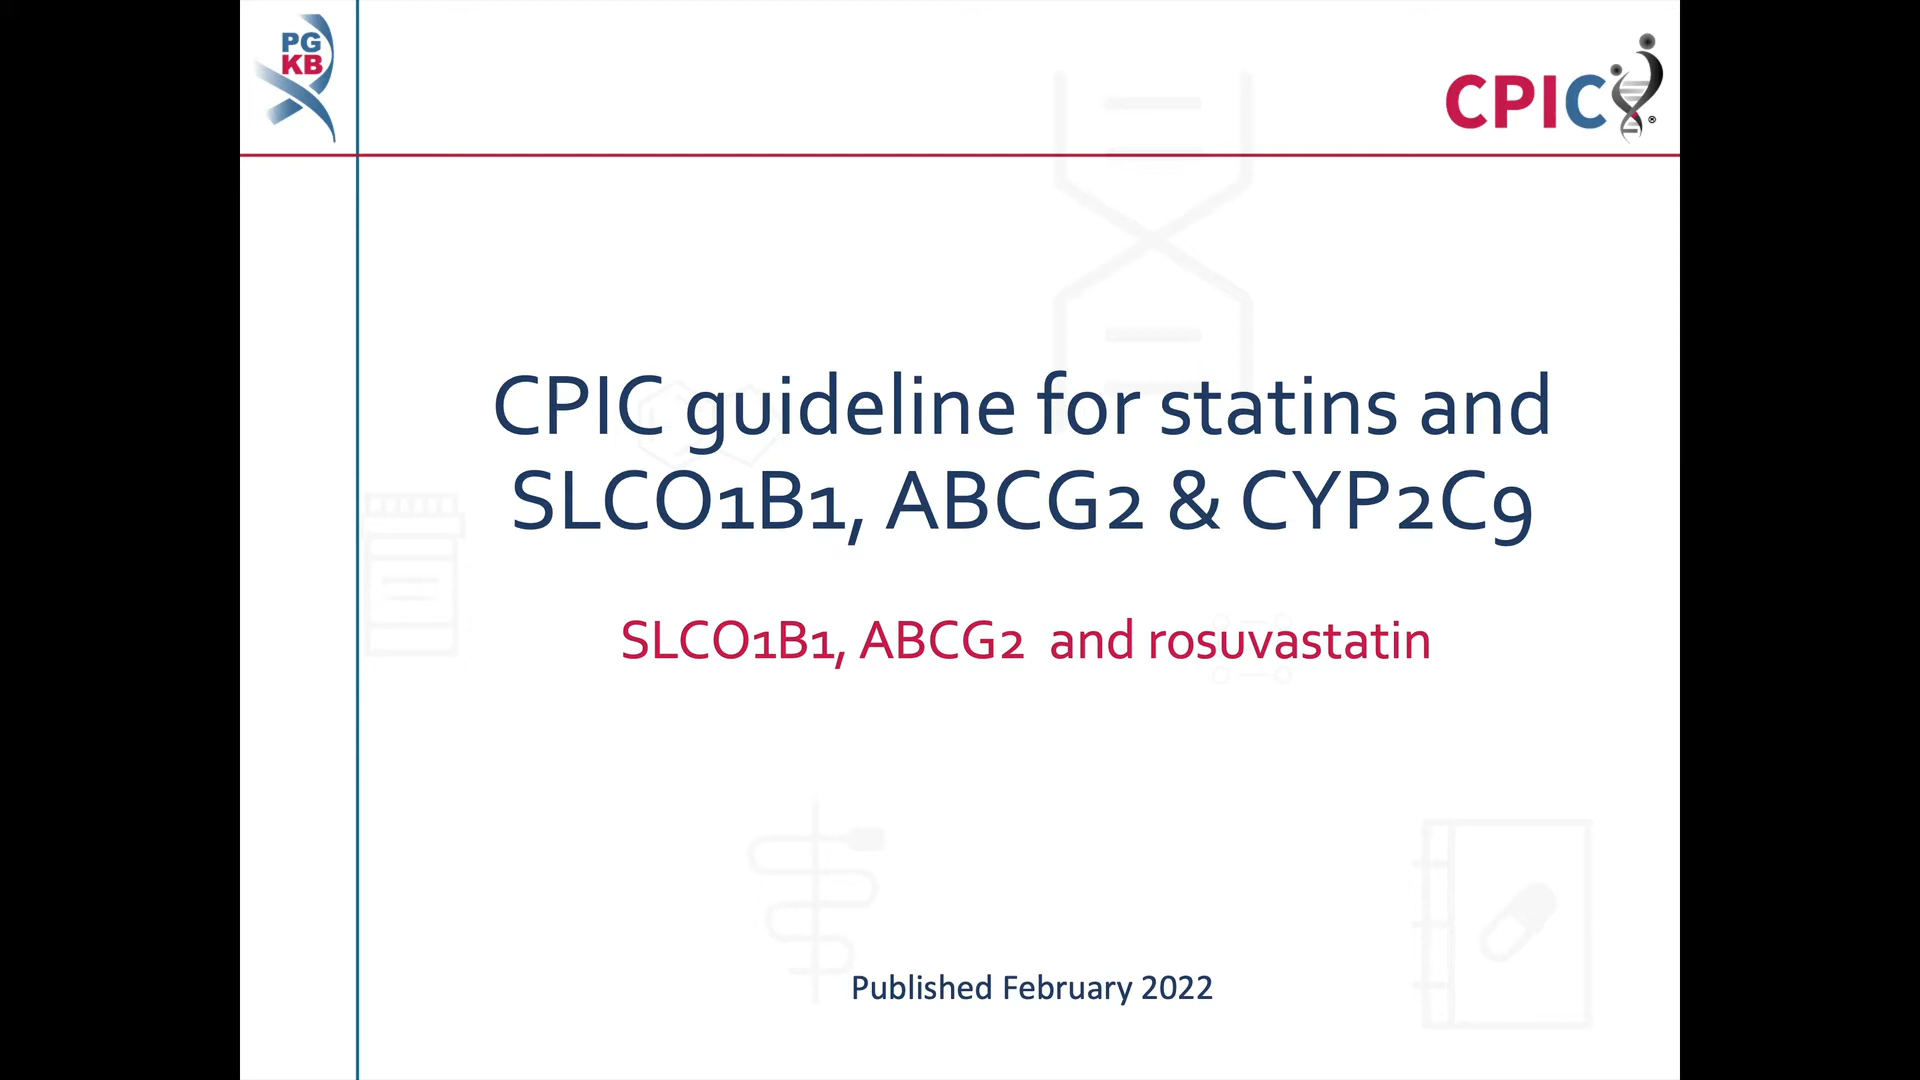 PG
KB
CPIC®
CPIC guideline for statins and
SLCO1B1, ABCG2 & CYP2C9
SLCO1B1, ABCG2 and rosuvastatin
Published February 2022